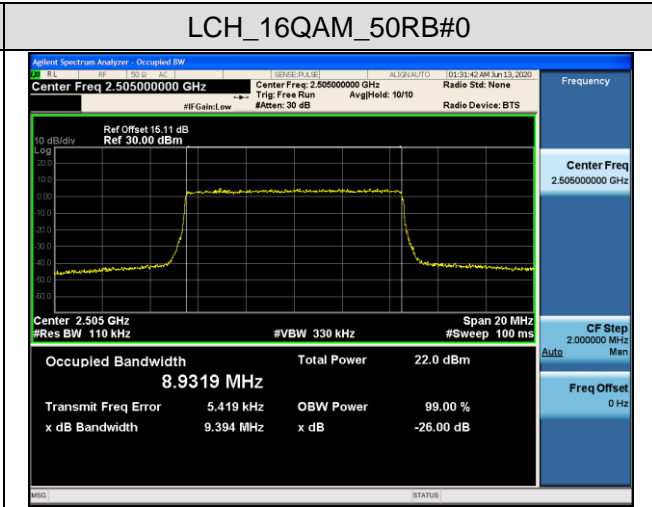 LCH_16QAM_50RB#0
Agilent Spectrum Analyzer - Occupied BW
RL RF 50 Ω AC SENSE:PULSE ALIGNAUTO 01:31:42 AM Jun 13, 2020
Center Freq 2.505000000 GHz
Center Freq: 2.505000000 GHz
Radio Std: None
Trig: Free Run Avg|Hold: 10/10
#IFGain:Low #Atten: 30 dB Radio Device: BTS
Ref Offset 15.11 dB
10 dB/div Ref 30.00 dBm
Log
20.0
10.0
0.00
-10.0
-20.0
-30.0
-40.0
-50.0
-60.0
Center 2.505 GHz Span 20 MHz
#Res BW 110 kHz #VBW 330 kHz #Sweep 100 ms
Occupied Bandwidth Total Power 22.0 dBm
8.9319 MHz
Transmit Freq Error 5.419 kHz OBW Power 99.00 %
x dB Bandwidth 9.394 MHz x dB -26.00 dB
MSG STATUS
Frequency
Center Freq
2.505000000 GHz
CF Step
2.000000 MHz
Auto Man
Freq Offset
0 Hz